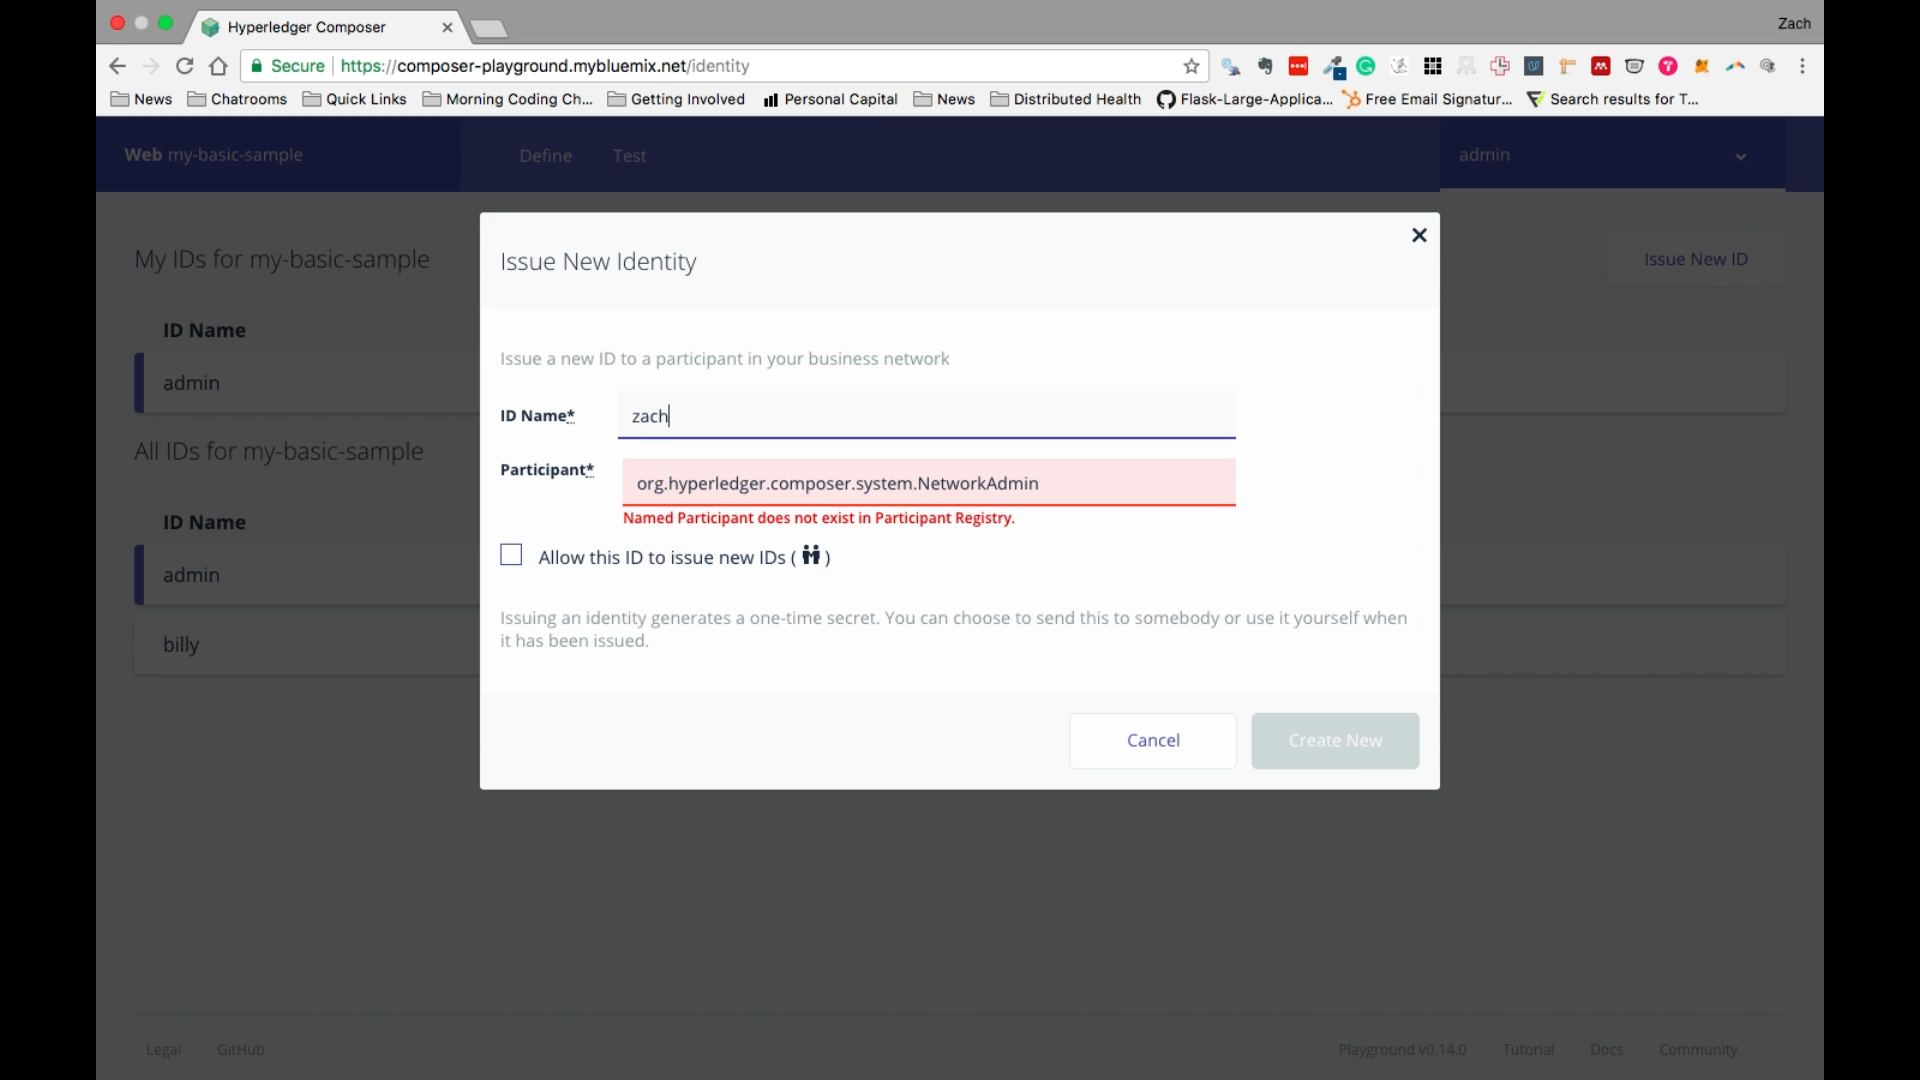 Hyperledger Composer
Zach
Secure https://composer-playground.mybluemix.net/identity
News Chatrooms Quick Links Morning Coding Ch... Getting Involved Personal Capital News Distributed Health Flask-Large-Applica... Free Email Signatur... Search results for T...
Web my-basic-sample Define Test admin
My IDs for my-basic-sample
Issue New ID
ID Name
admin
All IDs for my-basic-sample
ID Name
admin
billy
Issue New Identity
Issue a new ID to a participant in your business network
ID Name* zach
Participant* org.hyperledger.composer.system.NetworkAdmin
Named Participant does not exist in Participant Registry.
Allow this ID to issue new IDs ( )
Issuing an identity generates a one-time secret. You can choose to send this to somebody or use it yourself when
it has been issued.
Cancel Create New
Legal GitHub Playground v0.14.0 Tutorial Docs Community